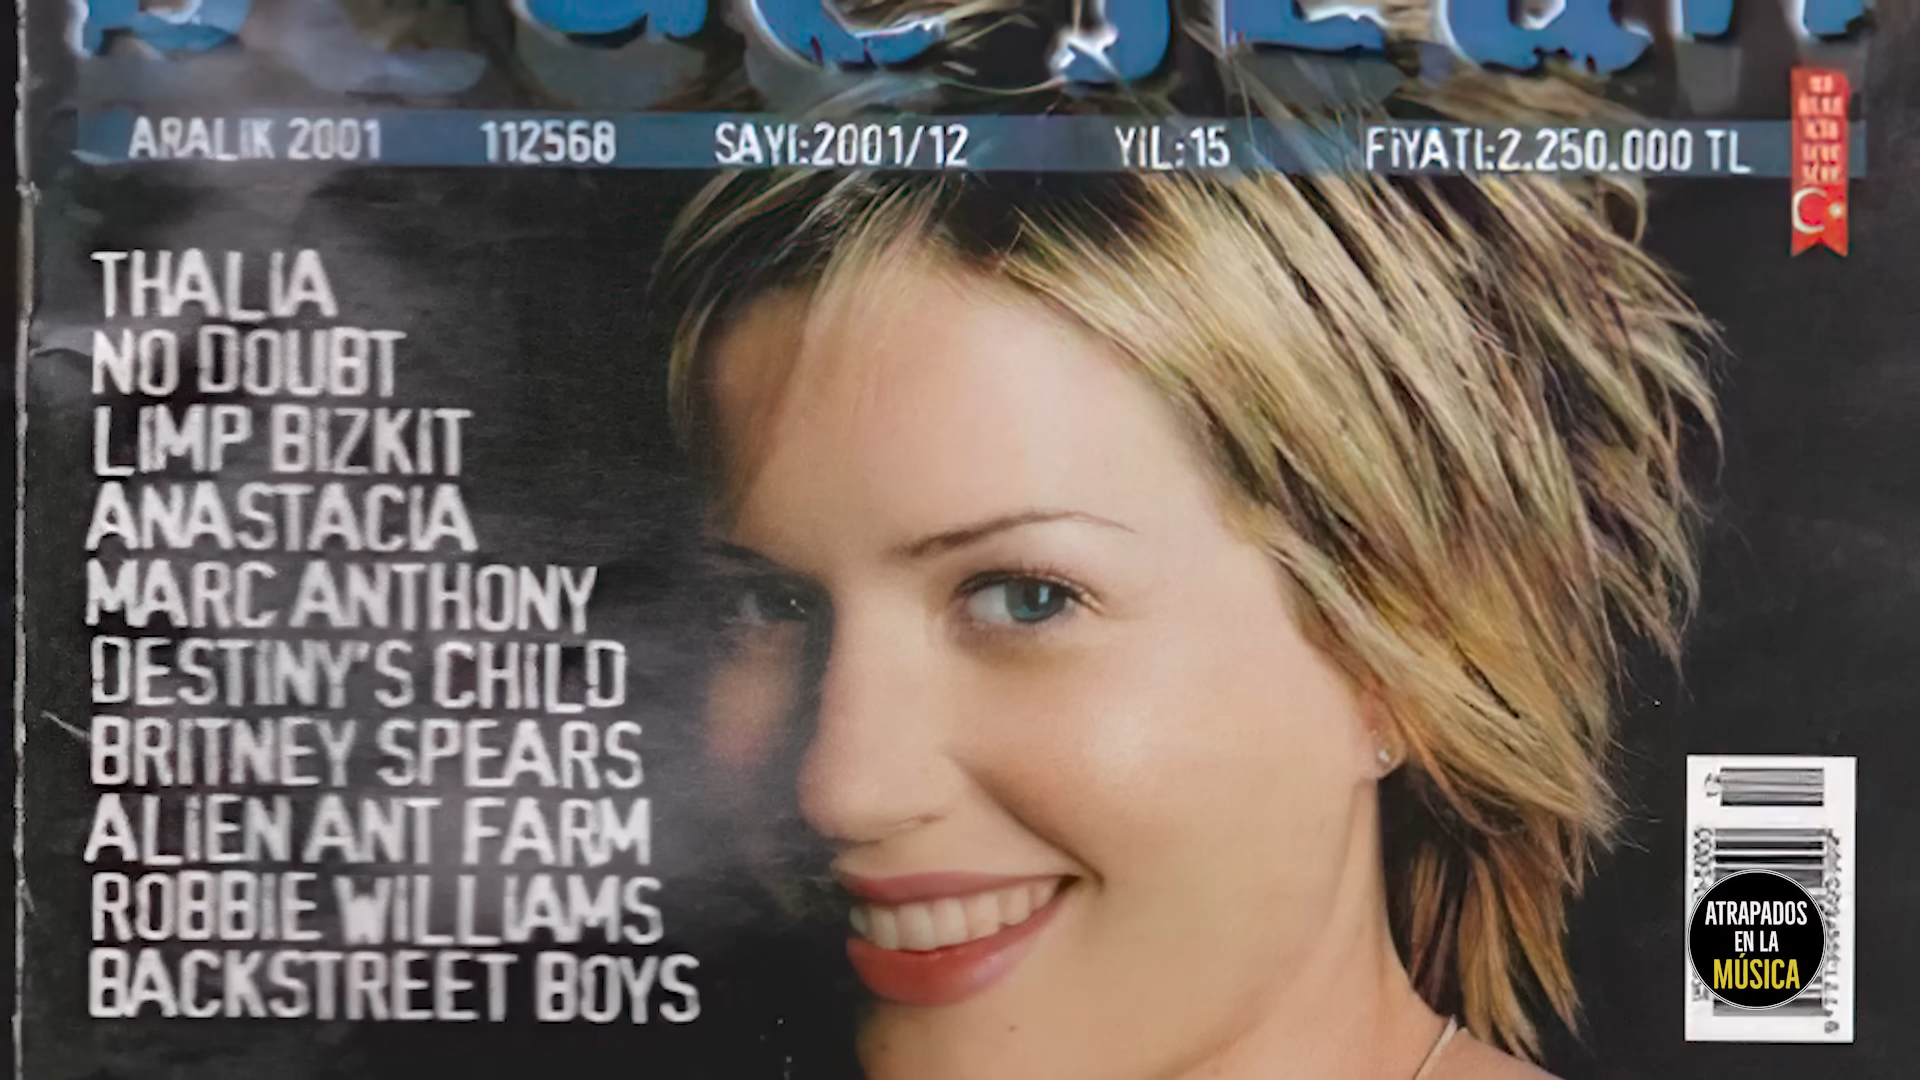 ARALIK 2001 112568 SAYI:2001/12 YIL:15 FİYATI:2.250.000 TL
THALIA
NO DOUBT
LIMP BIZKIT
ANASTACIA
MARC ANTHONY
DESTINY'S CHILD
BRITNEY SPEARS
ALIEN ANT FARM
ROBBIE WILLIAMS
BACKSTREET BOYS
ATRAPADOS
EN LA
MÚSICA